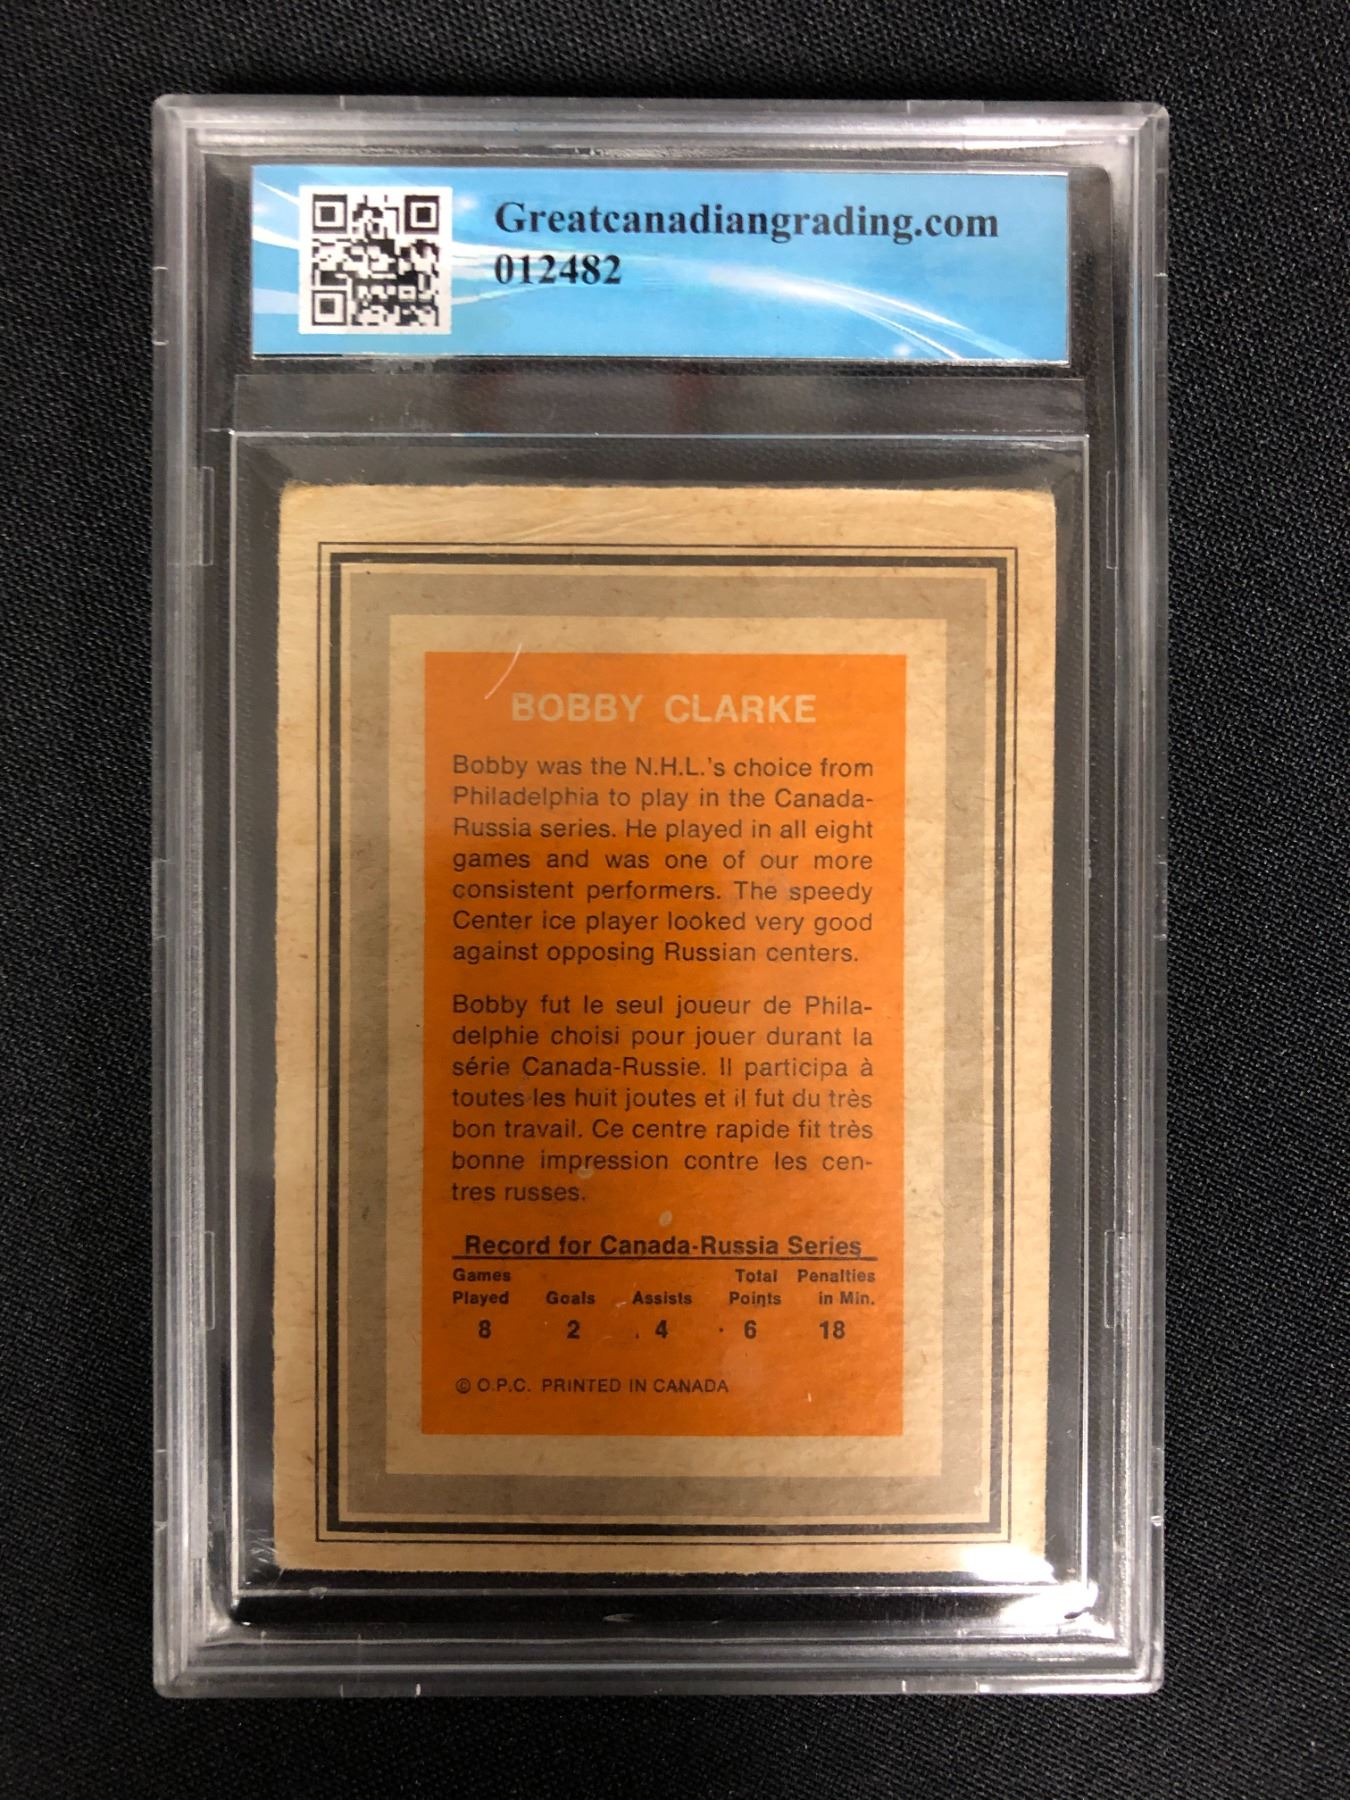 Greatcanadiangrading.com
012482
BOBBY CLARKE
Bobby was the N.H.L.'s choice from
Philadelphia to play in the Canada-
Russia series. He played in all eight
games and was one of our more
consistent performers. The speedy
Center ice player looked very good
against opposing Russian centers.
Bobby fut le seul joueur de Phila-
delphie choisi pour jouer durant la
série Canada-Russie. Il participa à
toutes les huit joutes et il fut du très
bon travail. Ce centre rapide fit très
bonne impression contre les cen-
tres russes.
Record for Canada-Russia Series
Games Total Penalties
Played Goals Assists Points in Min.
8 2 4 6 18
© O.P.C. PRINTED IN CANADA